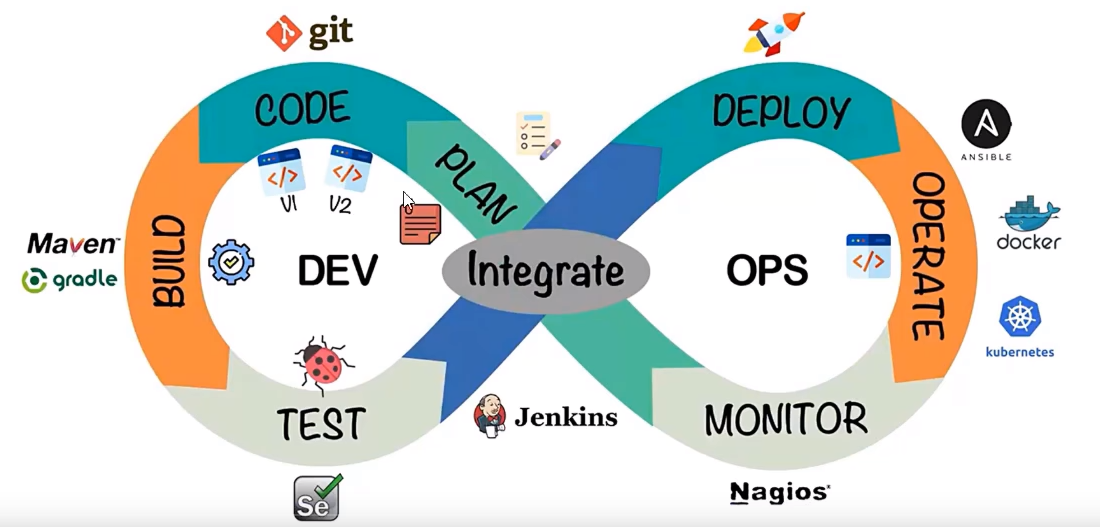 git
CODE
PLAN
V1
V2
BUILD
Maven™
gradle
DEV
TEST
Se
Integrate
Jenkins
DEPLOY
OPS
OPERATE
MONITOR
Nagios®
A
ANSIBLE
docker
kubernetes